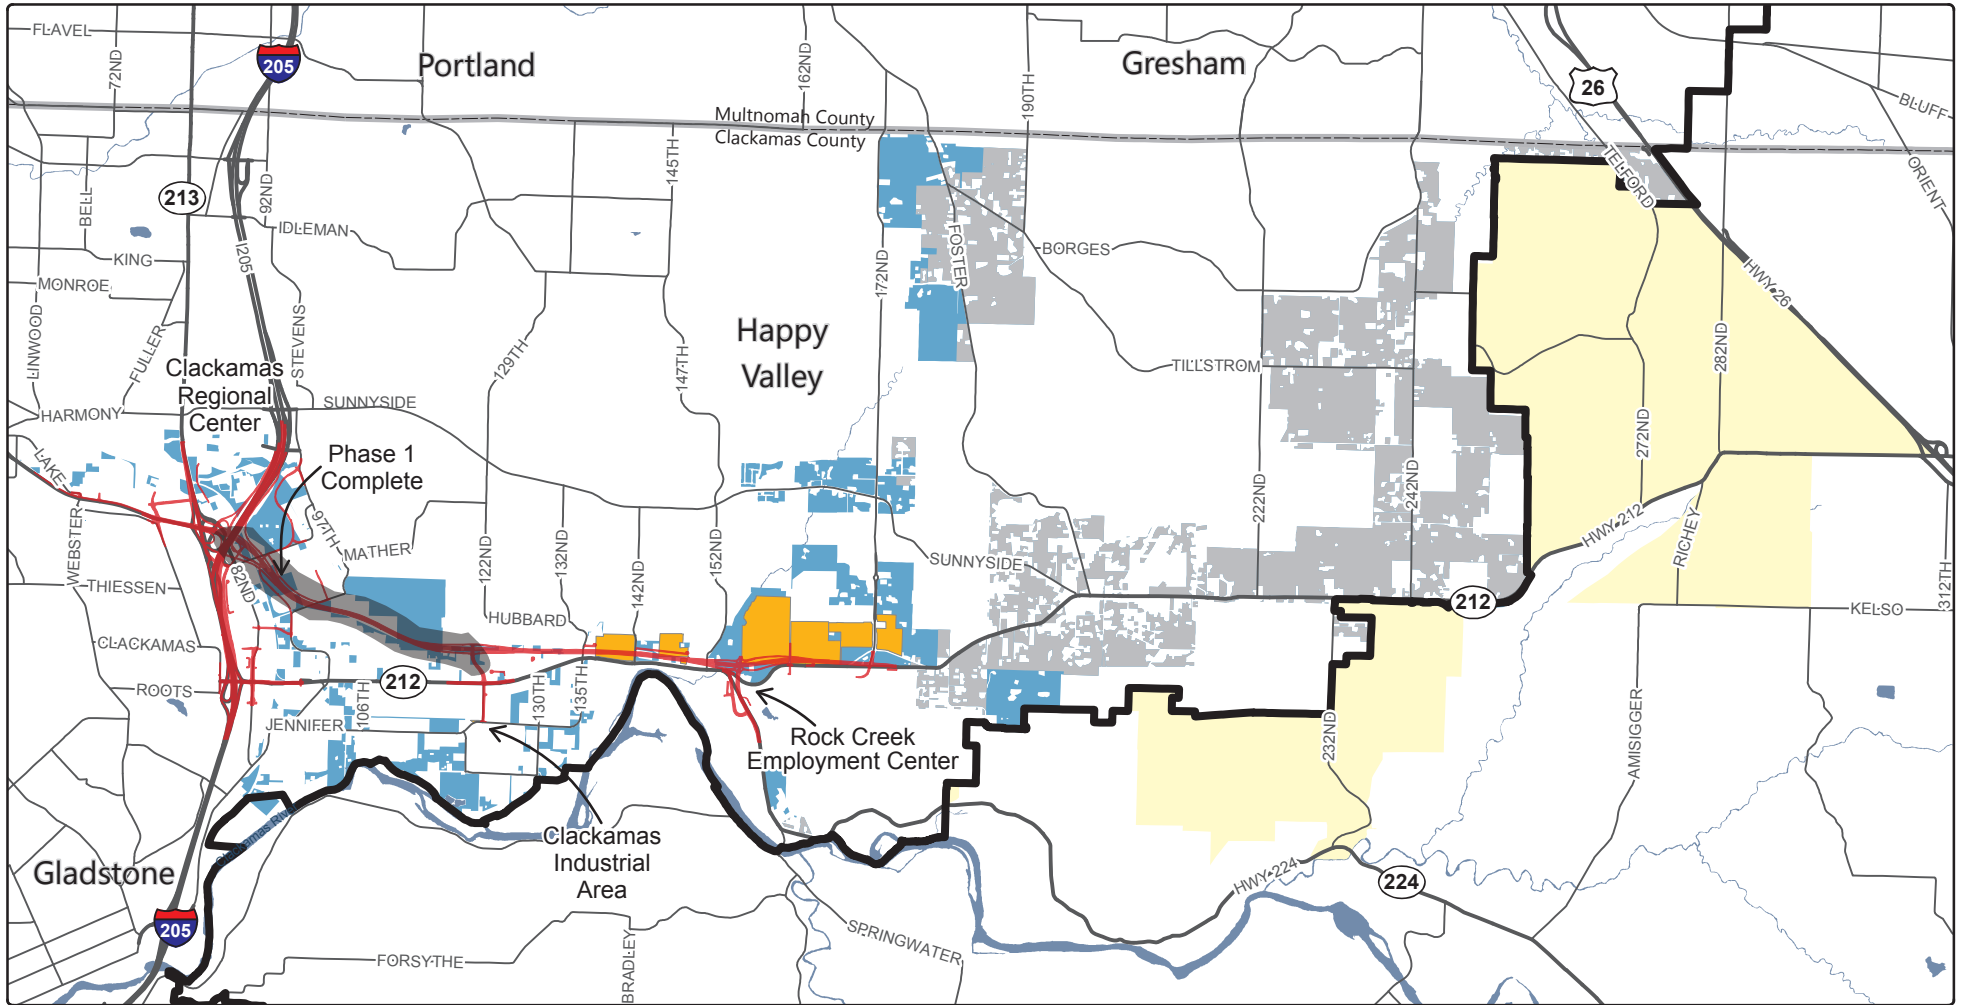 FLAVEL
72ND
205
Portland
162ND
Gresham
190TH
26
BLUFF
Multnomah County
Clackamas County
145TH
TELFORD
ORIENT
BELL
213
92ND
IDLEMAN
I205
KING
MONROE
172ND
FOSTER
BORGES
HWY 26
LINWOOD
FULLER
STEVENS
129TH
147TH
Happy
Valley
282ND
TILLSTROM
Clackamas
Regional
Center
HARMONY
SUNNYSIDE
272ND
LAKE
Phase 1
Complete
222ND
242ND
WEBSTER
97TH
MATHER
122ND
132ND
142ND
152ND
SUNNYSIDE
HWY 212
RICHEY
312TH
THIESSEN
82ND
HUBBARD
212
KELSO
CLACKAMAS
ROOTS
212
106TH
130TH
135TH
JENNIFER
Rock Creek
Employment Center
232ND
AMISIGGER
Clackamas River
Clackamas
Industrial
Area
Gladstone
HWY 224
224
205
SPRINGWATER
FORSYTHE
BRADLEY